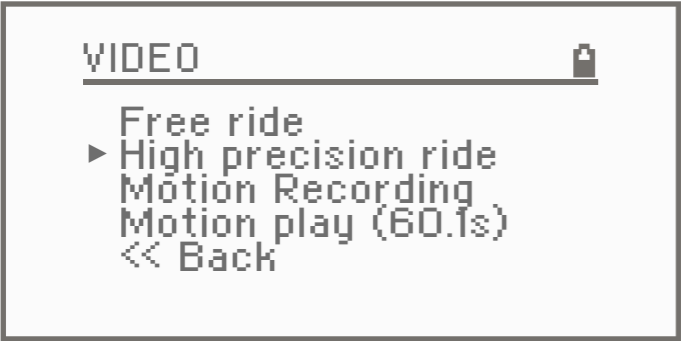 VIDEO
Free ride
High precision ride
Motion Recording
Motion play (60.1s)
<< Back